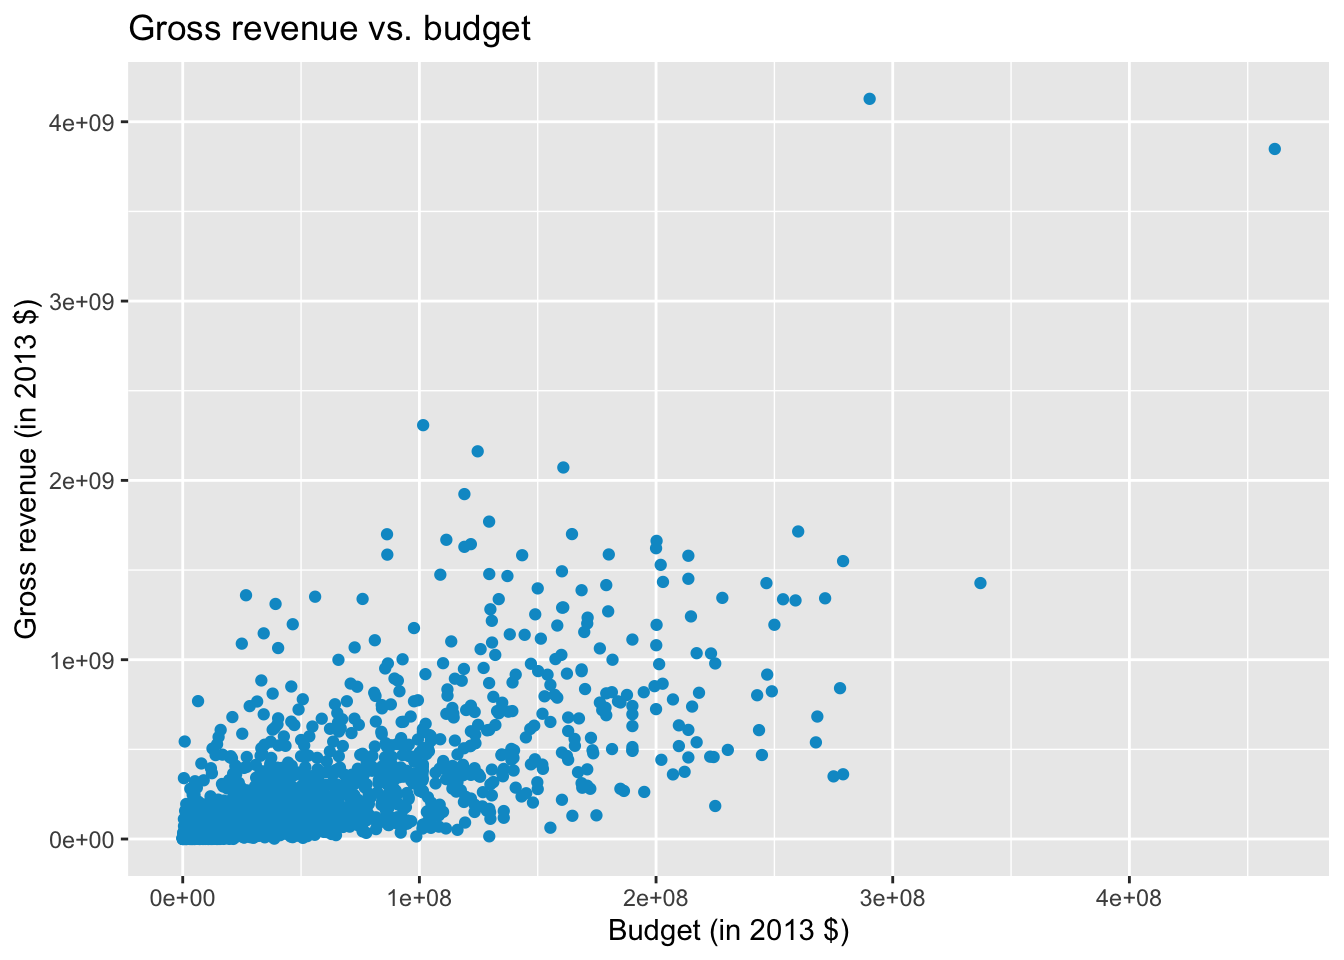 Gross revenue vs. budget
4e+09
3e+09
2e+09
1e+09
0e+00
Gross revenue (in 2013 $)
0e+00 1e+08 2e+08 3e+08 4e+08
Budget (in 2013 $)